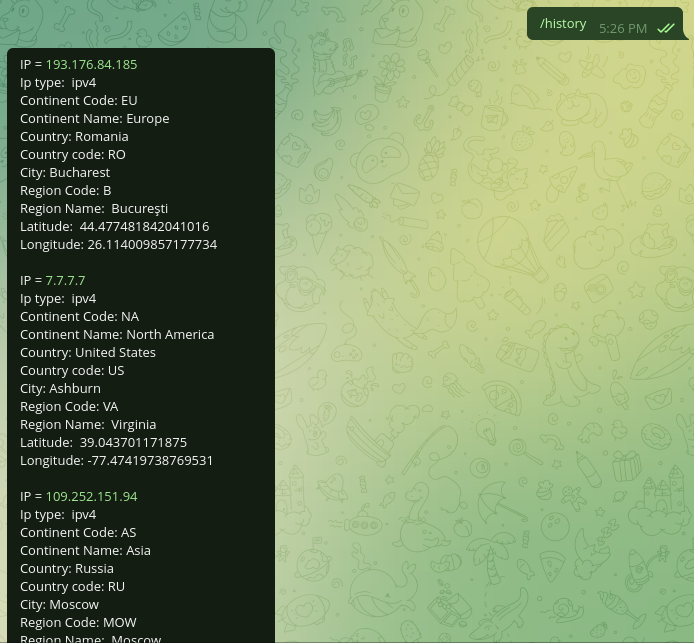 /history
5:26 PM
IP = 193.176.84.185
Ip type: ipv4
Continent Code: EU
Continent Name: Europe
Country: Romania
Country code: RO
City: Bucharest
Region Code: B
Region Name: Bucureşti
Latitude: 44.477481842041016
Longitude: 26.114009857177734
IP = 7.7.7.7
Ip type: ipv4
Continent Code: NA
Continent Name: North America
Country: United States
Country code: US
City: Ashburn
Region Code: VA
Region Name: Virginia
Latitude: 39.043701171875
Longitude: -77.47419738769531
IP = 109.252.151.94
Ip type: ipv4
Continent Code: AS
Continent Name: Asia
Country: Russia
Country code: RU
City: Moscow
Region Code: MOW
Region Name: Moscow